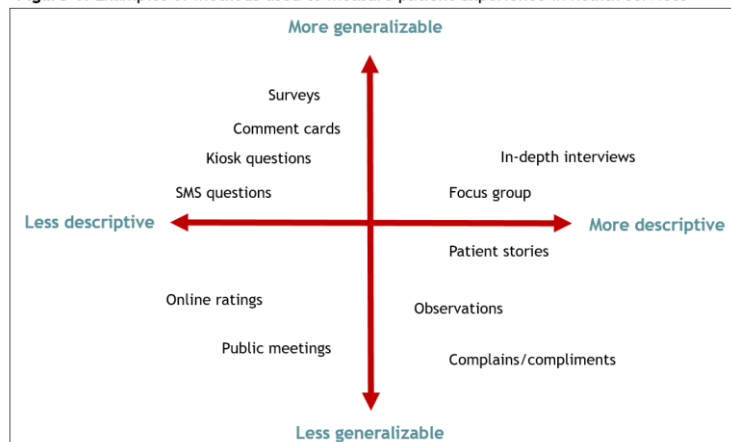 More generalizable
Surveys
Comment cards
Kiosk questions
In-depth interviews
SMS questions
Focus group
Less descriptive
More descriptive
Patient stories
Online ratings
Observations
Public meetings
Complains/compliments
Less generalizable